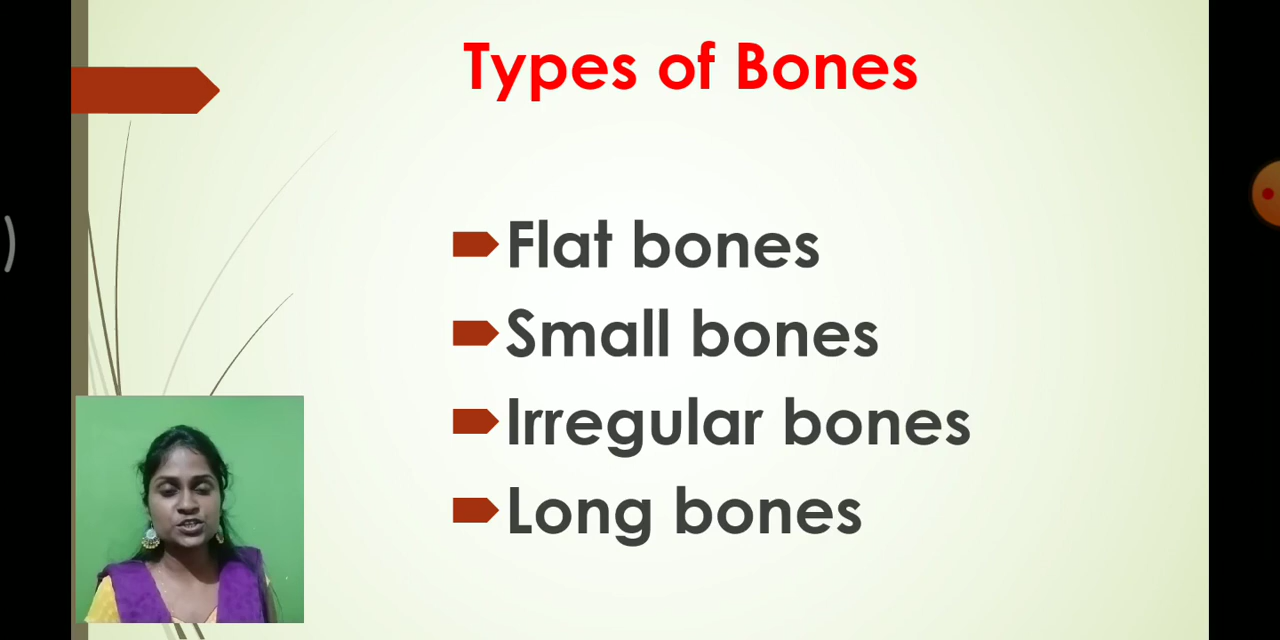 Types of Bones
Flat bones
Small bones
Irregular bones
Long bones